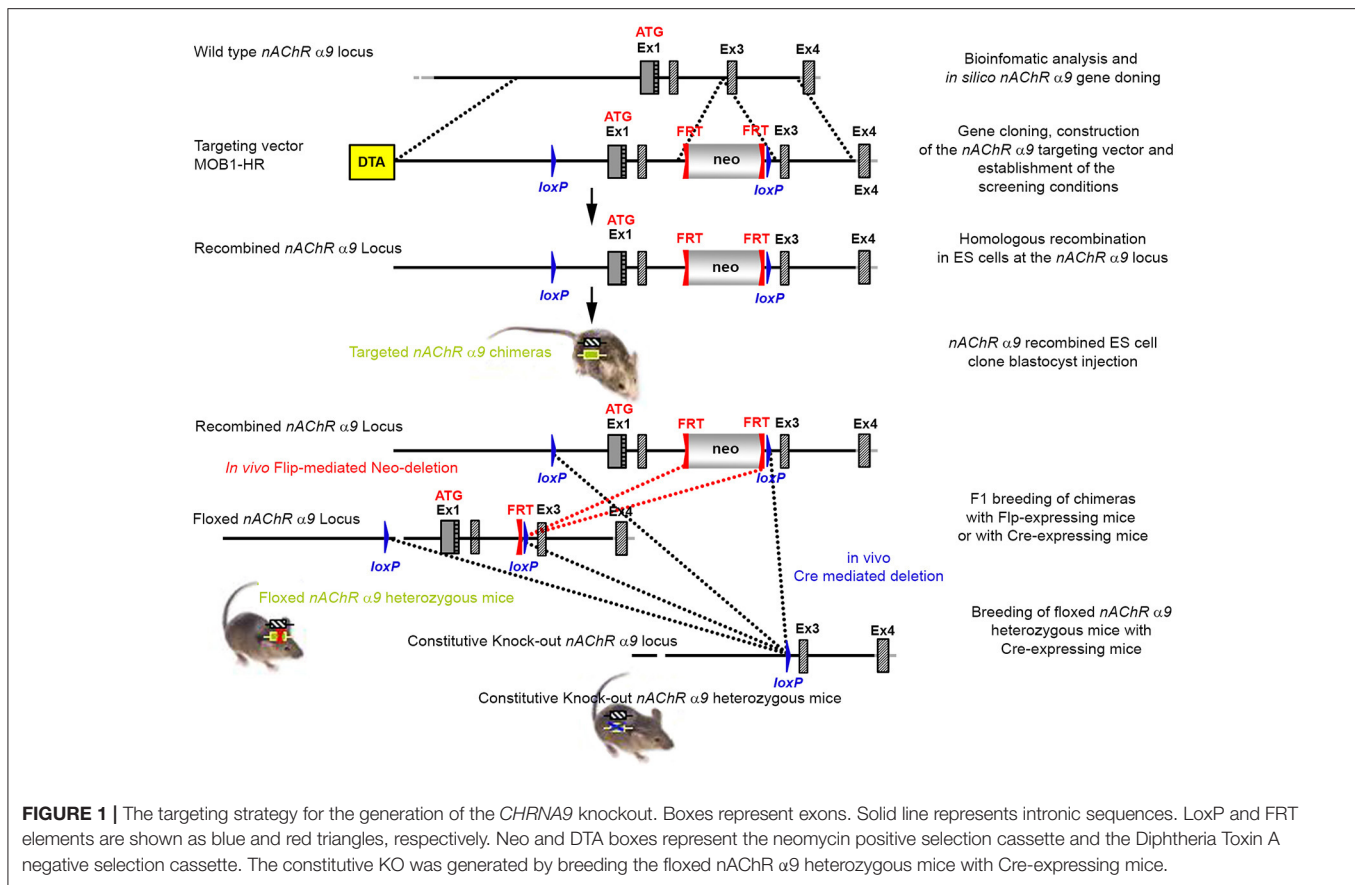 ATG
Wild type nAChR α9 locus
Ex1
Ex3
Ex4
Bioinfomatic analysis and
in silico nAChR α9 gene doning
ATG
Targeting vector
MOB1-HR
DTA
Ex1
FRT
neo
FRT
Ex3
Ex4
loxP
loxP
Ex4
Gene cloning, construction
of the nAChR α9 targeting vector and
establishment of the
screening conditions
ATG
Recombined nAChR α9 Locus
Ex1
FRT
neo
FRT
Ex3
Ex4
loxP
loxP
Homologous recombination
in ES cells at the nAChR α9 locus
Targeted nAChR α9 chimeras
nAChR α9 recombined ES cell
clone blastocyst injection
ATG
Recombined nAChR α9 Locus
Ex1
FRT
neo
FRT
Ex3
Ex4
loxP
loxP
In vivo Flip-mediated Neo-deletion
ATG
Floxed nAChR α9 Locus
Ex1
FRT
Ex3
Ex4
loxP
loxP
F1 breeding of chimeras
with Flp-expressing mice
or with Cre-expressing mice
in vivo
Cre mediated deletion
Floxed nAChR α9 heterozygous mice
Constitutive Knock-out nAChR α9 locus
Ex3
Ex4
loxP
Breeding of floxed nAChR α9
heterozygous mice with
Cre-expressing mice
Constitutive Knock-out nAChR α9 heterozygous mice
FIGURE 1 | The targeting strategy for the generation of the CHRNA9 knockout. Boxes represent exons. Solid line represents intronic sequences. LoxP and FRT
elements are shown as blue and red triangles, respectively. Neo and DTA boxes represent the neomycin positive selection cassette and the Diphtheria Toxin A
negative selection cassette. The constitutive KO was generated by breeding the floxed nAChR α9 heterozygous mice with Cre-expressing mice.